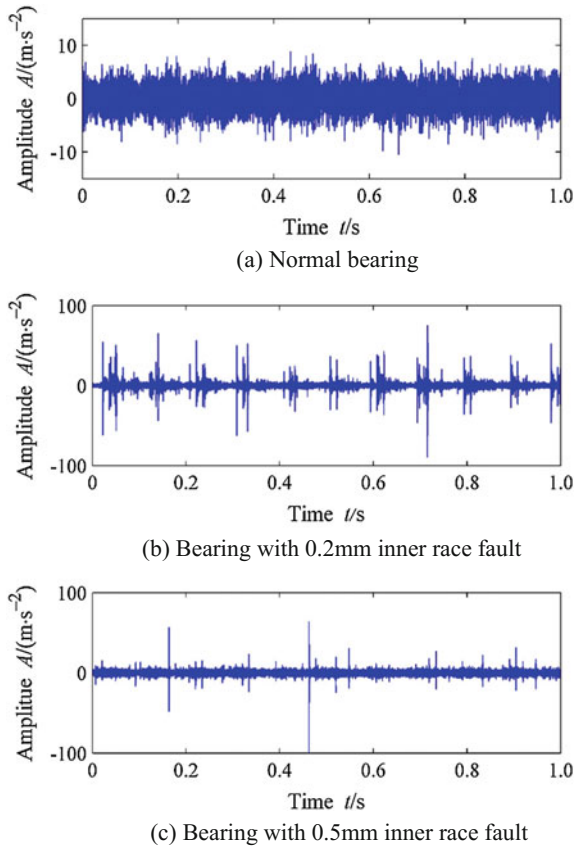 10
0
-10
Amplitude A/(m·s⁻²)
0 0.2 0.4 0.6 0.8 1.0
Time t/s
(a) Normal bearing
100
0
-100
Amplitude A/(m·s⁻²)
0 0.2 0.4 0.6 0.8 1.0
Time t/s
(b) Bearing with 0.2mm inner race fault
100
0
-100
Amplitue A/(m·s⁻²)
0 0.2 0.4 0.6 0.8 1.0
Time t/s
(c) Bearing with 0.5mm inner race fault